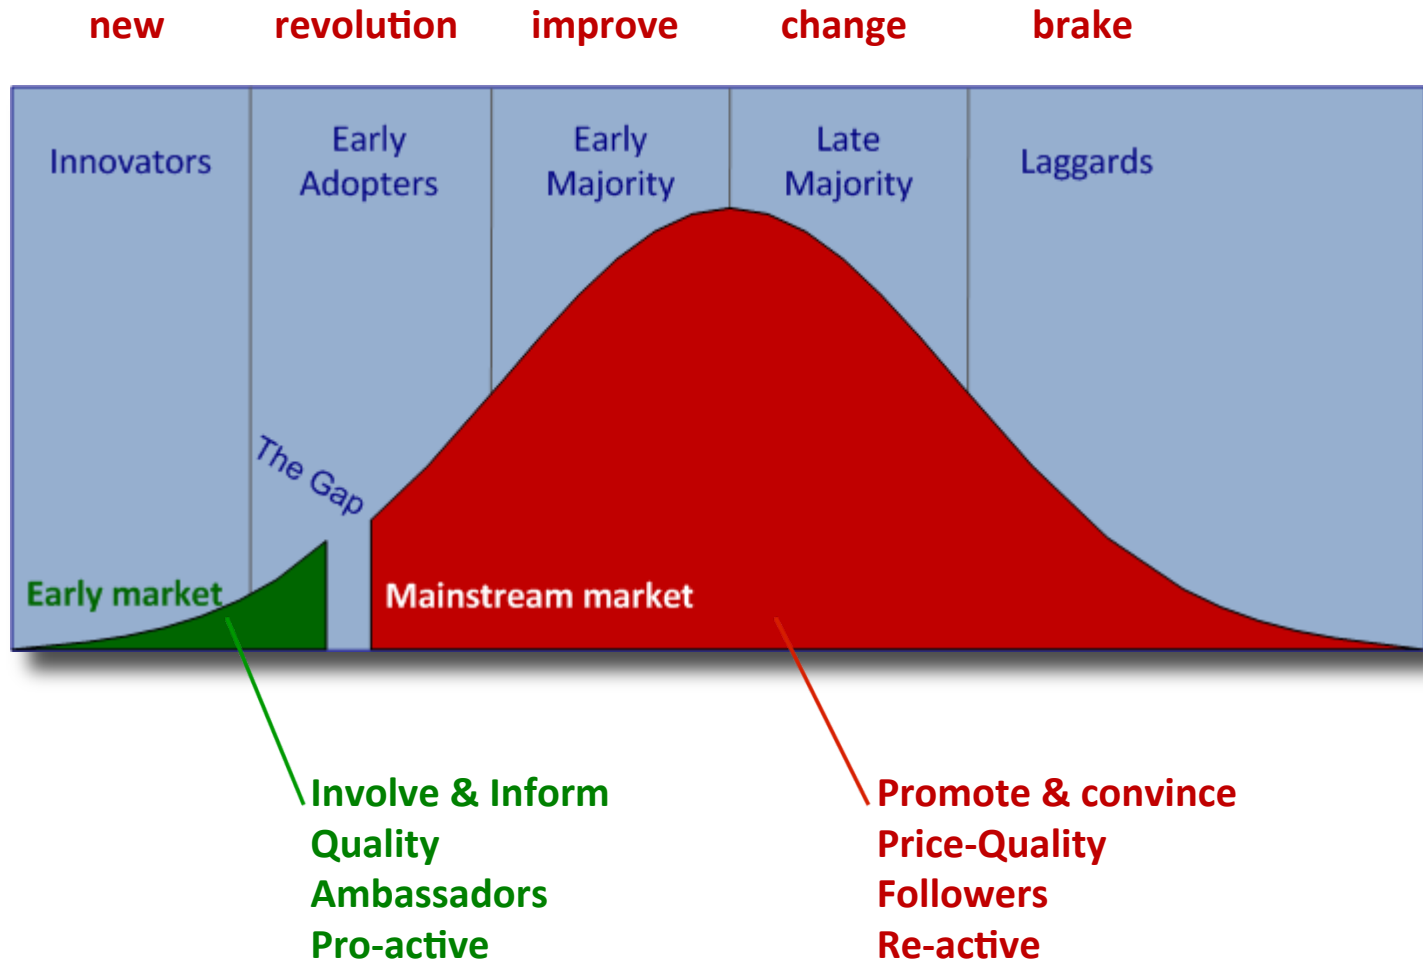 new revolution improve change brake
Innovators
Early
Adopters
Early
Majority
Late
Majority
Laggards
The Gap
Early market
Mainstream market
Involve & Inform
Quality
Ambassadors
Pro-active
Promote & convince
Price-Quality
Followers
Re-active